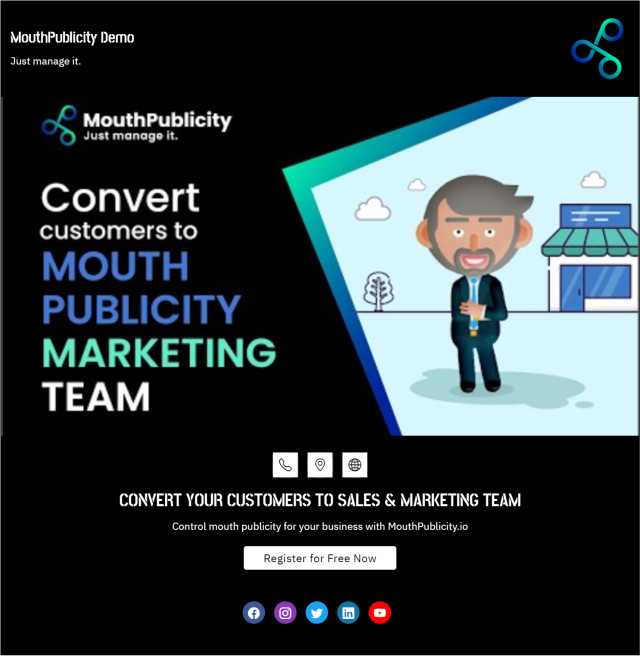 MouthPublicity Demo
Just manage it.
MouthPublicity
Just manage it.
Convert
customers to
MOUTH
PUBLICITY
MARKETING
TEAM
CONVERT YOUR CUSTOMERS TO SALES & MARKETING TEAM
Control mouth publicity for your business with MouthPublicity.io
Register for Free Now